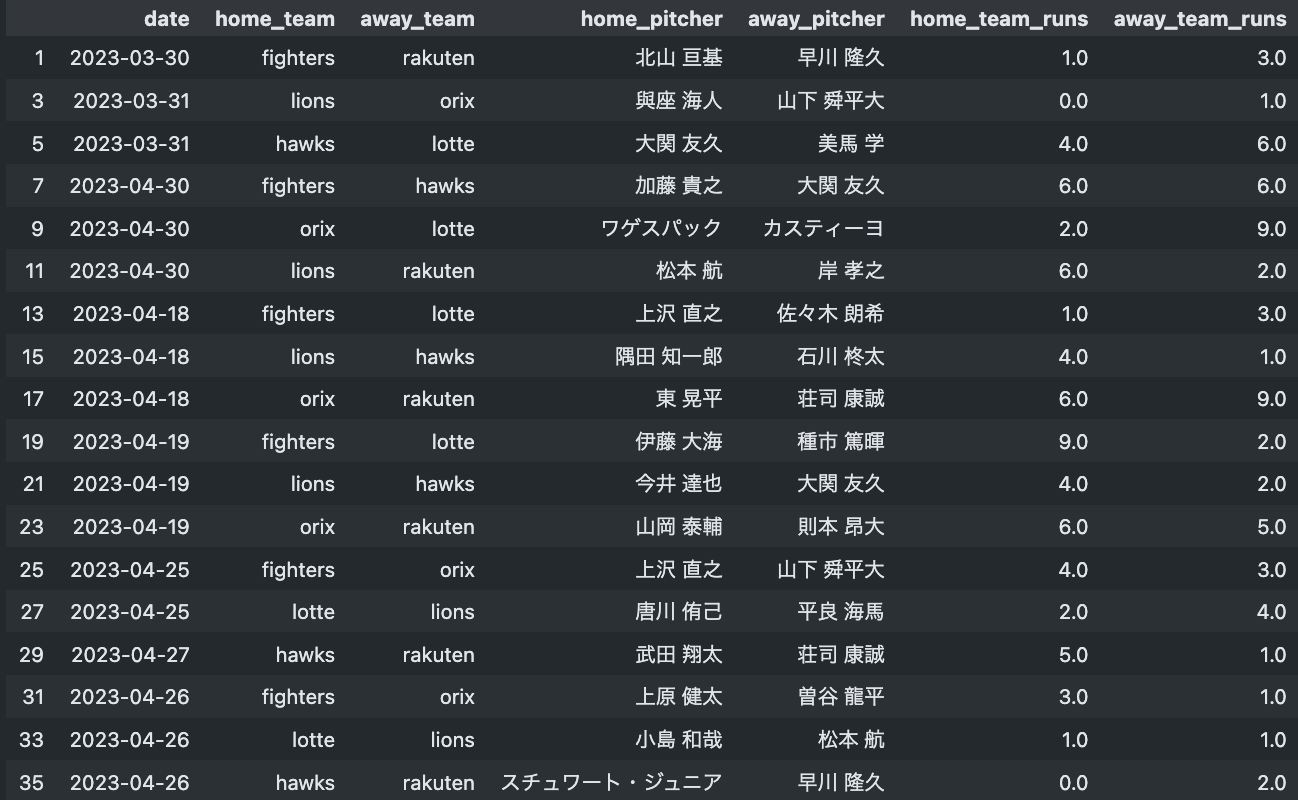 date home_team away_team home_pitcher away_pitcher home_team_runs away_team_runs
1 2023-03-30 fighters rakuten 北山 亘基 早川 隆久 1.0 3.0
3 2023-03-31 lions orix 與座 海人 山下 舜平大 0.0 1.0
5 2023-03-31 hawks lotte 大関 友久 美馬 学 4.0 6.0
7 2023-04-30 fighters hawks 加藤 貴之 大関 友久 6.0 6.0
9 2023-04-30 orix lotte ワゲスパック カスティーヨ 2.0 9.0
11 2023-04-30 lions rakuten 松本 航 岸 孝之 6.0 2.0
13 2023-04-18 fighters lotte 上沢 直之 佐々木 朗希 1.0 3.0
15 2023-04-18 lions hawks 隅田 知一郎 石川 柊太 4.0 1.0
17 2023-04-18 orix rakuten 東 晃平 荘司 康誠 6.0 9.0
19 2023-04-19 fighters lotte 伊藤 大海 種市 篤暉 9.0 2.0
21 2023-04-19 lions hawks 今井 達也 大関 友久 4.0 2.0
23 2023-04-19 orix rakuten 山岡 泰輔 則本 昂大 6.0 5.0
25 2023-04-25 fighters orix 上沢 直之 山下 舜平大 4.0 3.0
27 2023-04-25 lotte lions 唐川 侑己 平良 海馬 2.0 4.0
29 2023-04-27 hawks rakuten 武田 翔太 荘司 康誠 5.0 1.0
31 2023-04-26 fighters orix 上原 健太 曽谷 龍平 3.0 1.0
33 2023-04-26 lotte lions 小島 和哉 松本 航 1.0 1.0
35 2023-04-26 hawks rakuten スチュワート・ジュニア 早川 隆久 0.0 2.0